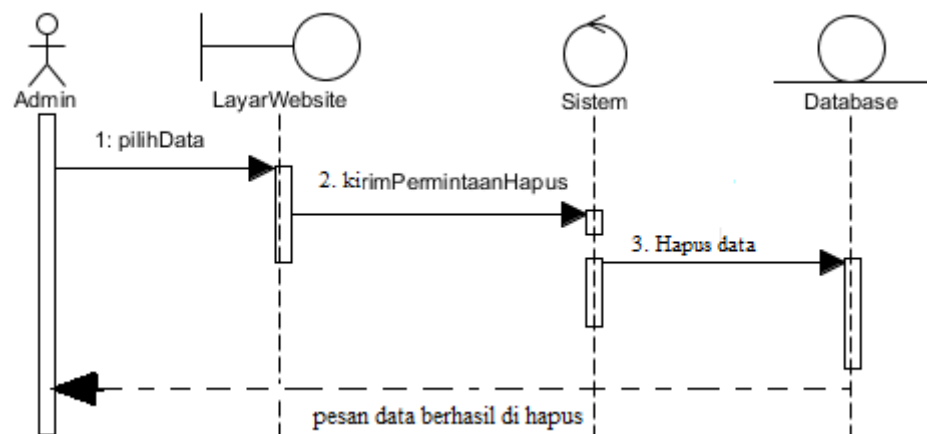 Admin
LayarWebsite
Sistem
Database
1: pilihData
2. kirimPermintaanHapus
3. Hapus data
pesan data berhasil di hapus